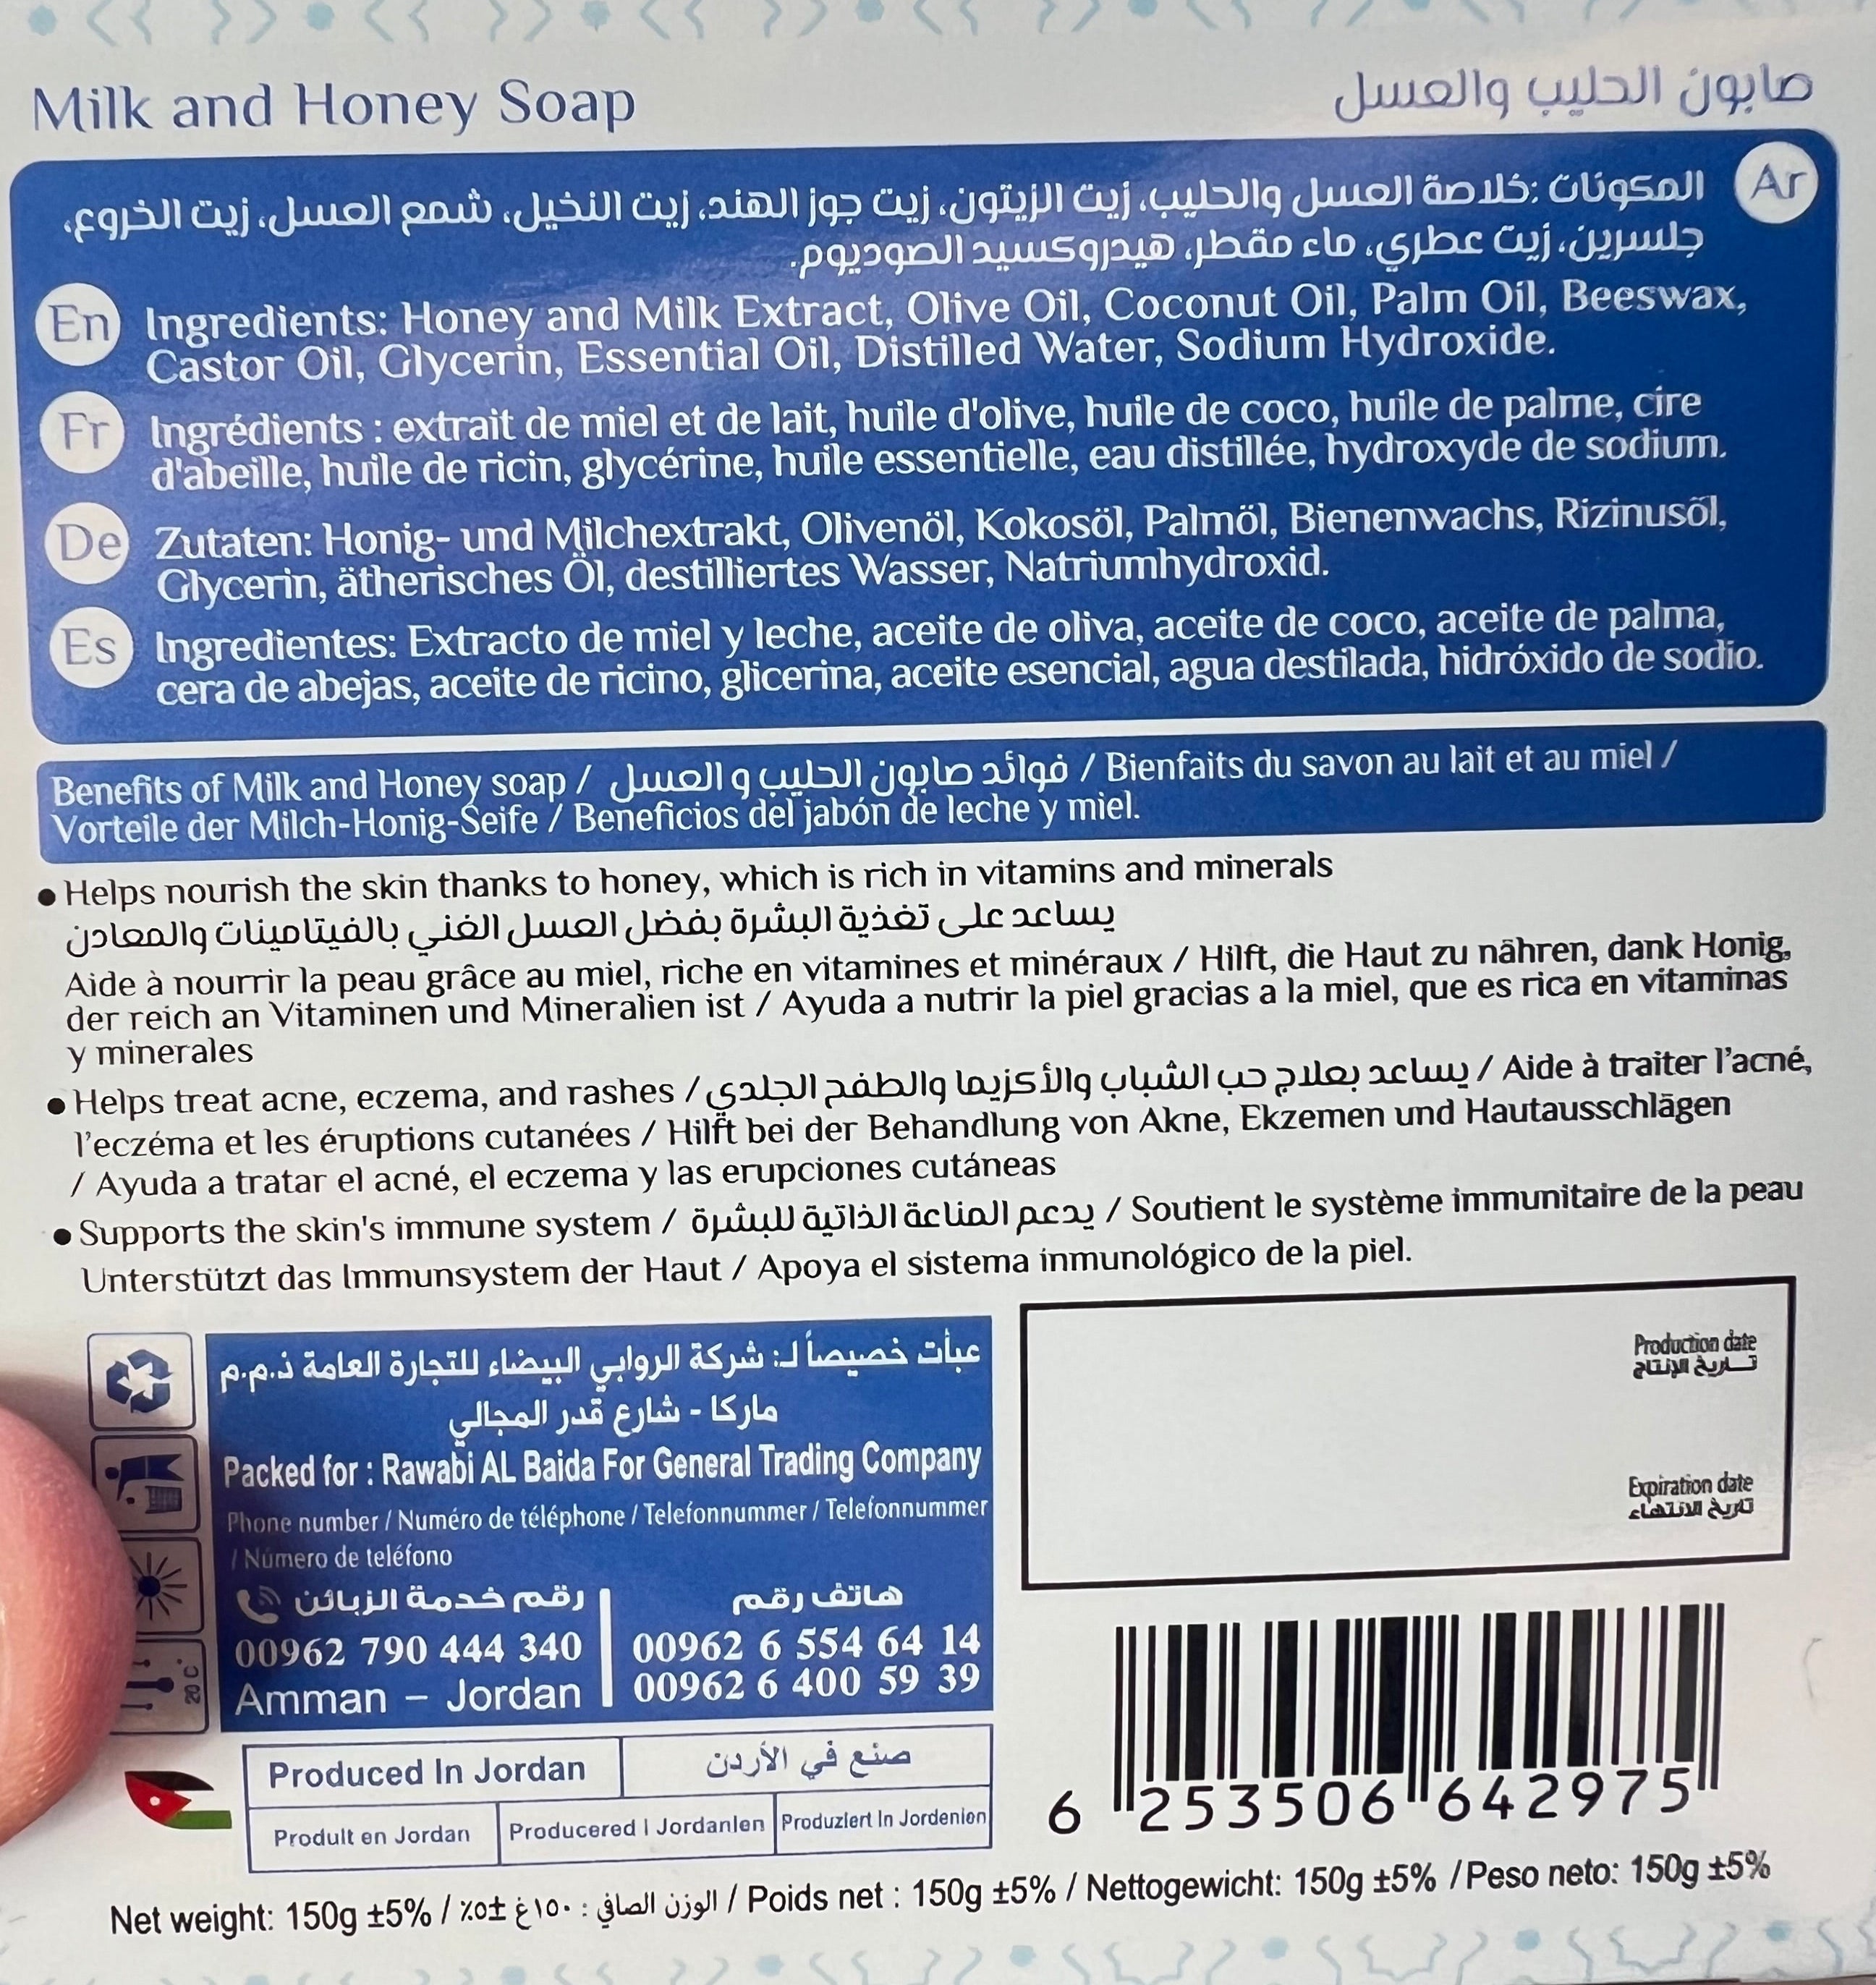 Milk and Honey Soap
صابون الحليب والعسل
Ar
المكونات :خلاصة العسل والحليب، زيت الزيتون، زيت جوز الهند، زيت النخيل، شمع العسل، زيت الخروع،
جلسرين، زيت عطري، ماء مقطر، هيدروكسيد الصوديوم.
En
Ingredients: Honey and Milk Extract, Olive Oil, Coconut Oil, Palm Oil, Beeswax,
Castor Oil, Glycerin, Essential Oil, Distilled Water, Sodium Hydroxide.
Fr
Ingrédients : extrait de miel et de lait, huile d'olive, huile de coco, huile de palme, cire
d'abeille, huile de ricin, glycérine, huile essentielle, eau distillée, hydroxyde de sodium.
De
Zutaten: Honig- und Milchextrakt, Olivenöl, Kokosöl, Palmöl, Bienenwachs, Rizinusöl,
Glycerin, ätherisches Öl, destilliertes Wasser, Natriumhydroxid.
Es
Ingredientes: Extracto de miel y leche, aceite de oliva, aceite de coco, aceite de palma,
cera de abejas, aceite de ricino, glicerina, aceite esencial, agua destilada, hidróxido de sodio.
Benefits of Milk and Honey soap / فوائد صابون الحليب و العسل / Bienfaits du savon au lait et au miel /
Vorteile der Milch-Honig-Seife / Beneficios del jabón de leche y miel.
• Helps nourish the skin thanks to honey, which is rich in vitamins and minerals
يساعد على تغذية البشرة بفضل العسل الغني بالفيتامينات والمعادن
Aide à nourrir la peau grâce au miel, riche en vitamines et minéraux / Hilft, die Haut zu nähren, dank Honig,
der reich an Vitaminen und Mineralien ist / Ayuda a nutrir la piel gracias a la miel, que es rica en vitaminas
y minerales
• Helps treat acne, eczema, and rashes / يساعد بعلاج حب الشباب والأكزيما والطفح الجلدي / Aide à traiter l'acné,
l'eczéma et les éruptions cutanées / Hilft bei der Behandlung von Akne, Ekzemen und Hautausschlägen
/ Ayuda a tratar el acné, el eczema y las erupciones cutáneas
• Supports the skin's immune system / يدعم المناعة الذاتية للبشرة / Soutient le système immunitaire de la peau
Unterstützt das Immunsystem der Haut / Apoya el sistema inmunológico de la piel.
عبأت خصيصاً لـ: شركة الروابي البيضاء للتجارة العامة ذ.م.م
ماركا - شارع قدر المجالي
Packed for : Rawabi AL Baida For General Trading Company
Phone number / Numéro de téléphone / Telefonnummer / Telefonnummer
/ Número de teléfono
رقم خدمة الزبائن
00962 790 444 340
Amman – Jordan
هاتف رقم
00962 6 554 64 14
00962 6 400 59 39
20 C°
Production date
تاريخ الإنتاج
Expiration date
تاريخ الانتهاء
Produced In Jordan
صنع في الأردن
Produit en Jordan
Producered I Jordanien
Produziert In Jordenien
6 253506 642975
Net weight: 150g ±5% / الوزن الصافي : ١٥٠غ ±٥٪ / Poids net : 150g ±5% / Nettogewicht: 150g ±5% / Peso neto: 150g ±5%